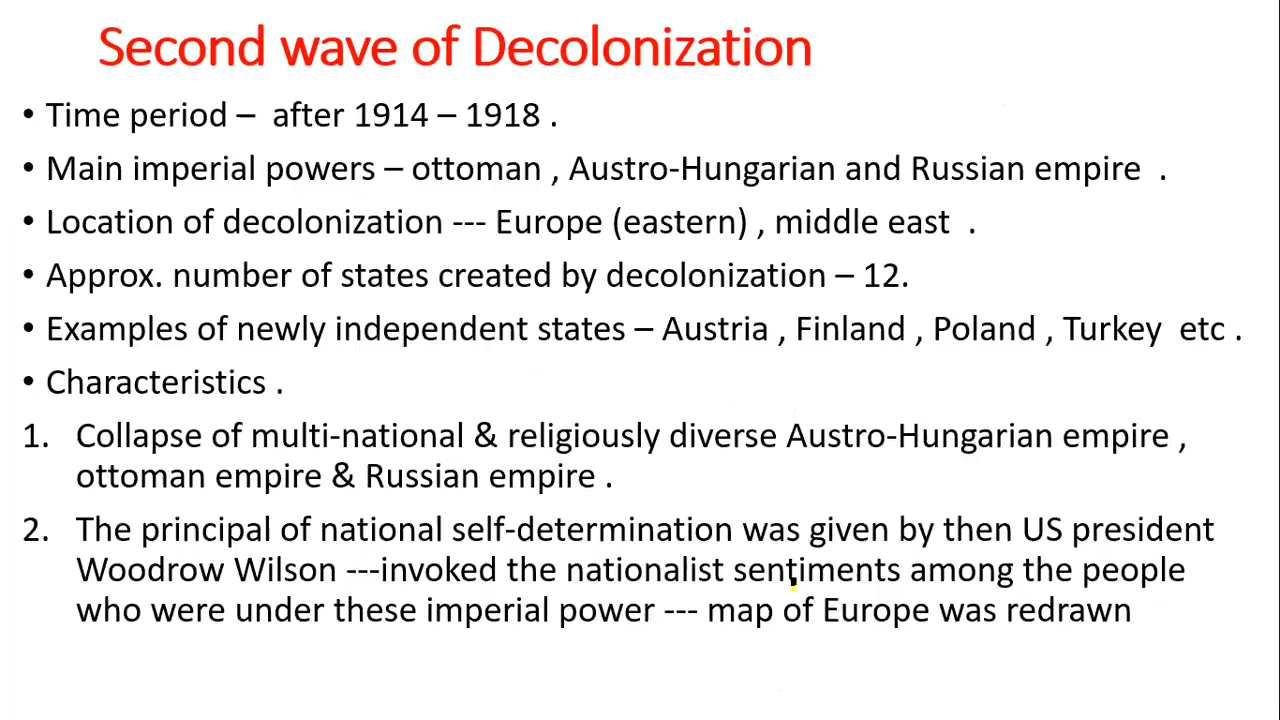 Second wave of Decolonization
• Time period – after 1914 – 1918 .
• Main imperial powers – ottoman , Austro-Hungarian and Russian empire .
• Location of decolonization --- Europe (eastern) , middle east .
• Approx. number of states created by decolonization – 12.
• Examples of newly independent states – Austria , Finland , Poland , Turkey etc .
• Characteristics .
1. Collapse of multi-national & religiously diverse Austro-Hungarian empire ,
ottoman empire & Russian empire .
2. The principal of national self-determination was given by then US president
Woodrow Wilson ---invoked the nationalist sentiments among the people
who were under these imperial power --- map of Europe was redrawn